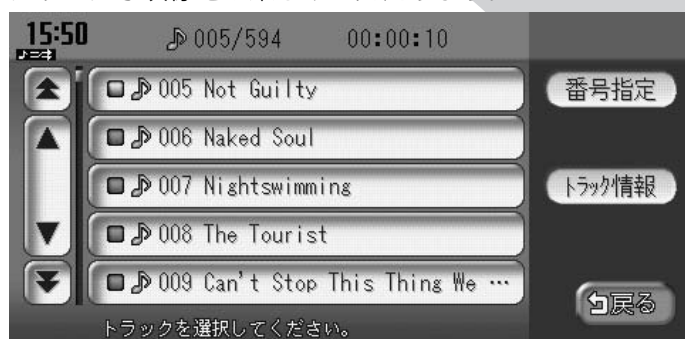 15:50 005/594 00:00:10
005 Not Guilty
番号指定
006 Naked Soul
007 Nightswimming
トラック情報
008 The Tourist
009 Can't Stop This Thing We …
戻る
トラックを選択してください。